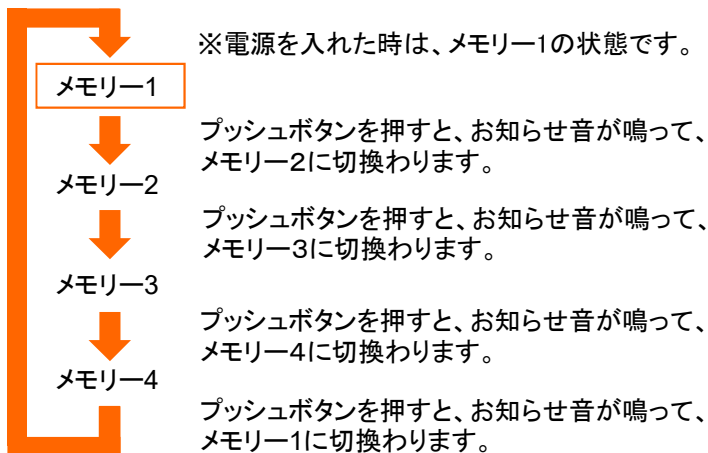 ※電源を入れた時は、メモリー1の状態です。
メモリー1
プッシュボタンを押すと、お知らせ音が鳴って、
メモリー２に切換わります。
メモリー2
プッシュボタンを押すと、お知らせ音が鳴って、
メモリー３に切換わります。
メモリー3
プッシュボタンを押すと、お知らせ音が鳴って、
メモリー４に切換わります。
メモリー4
プッシュボタンを押すと、お知らせ音が鳴って、
メモリー1に切換わります。